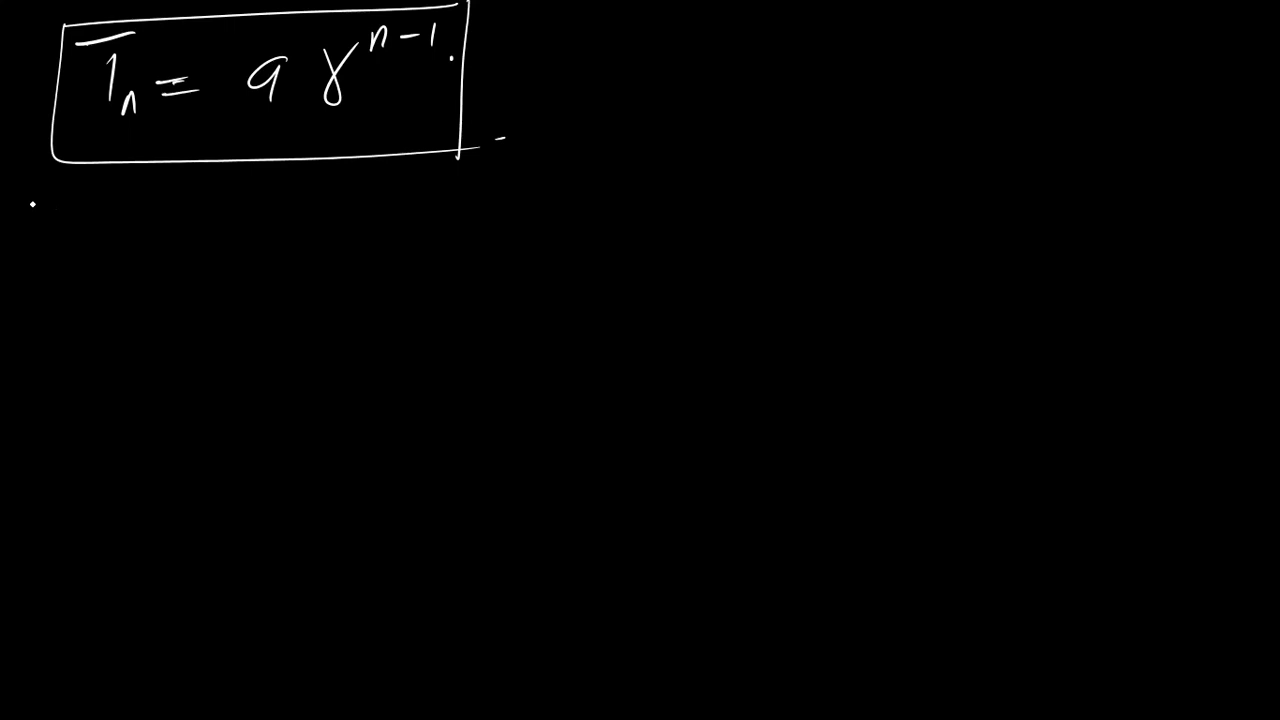 Tₙ = a r^{n-1}.